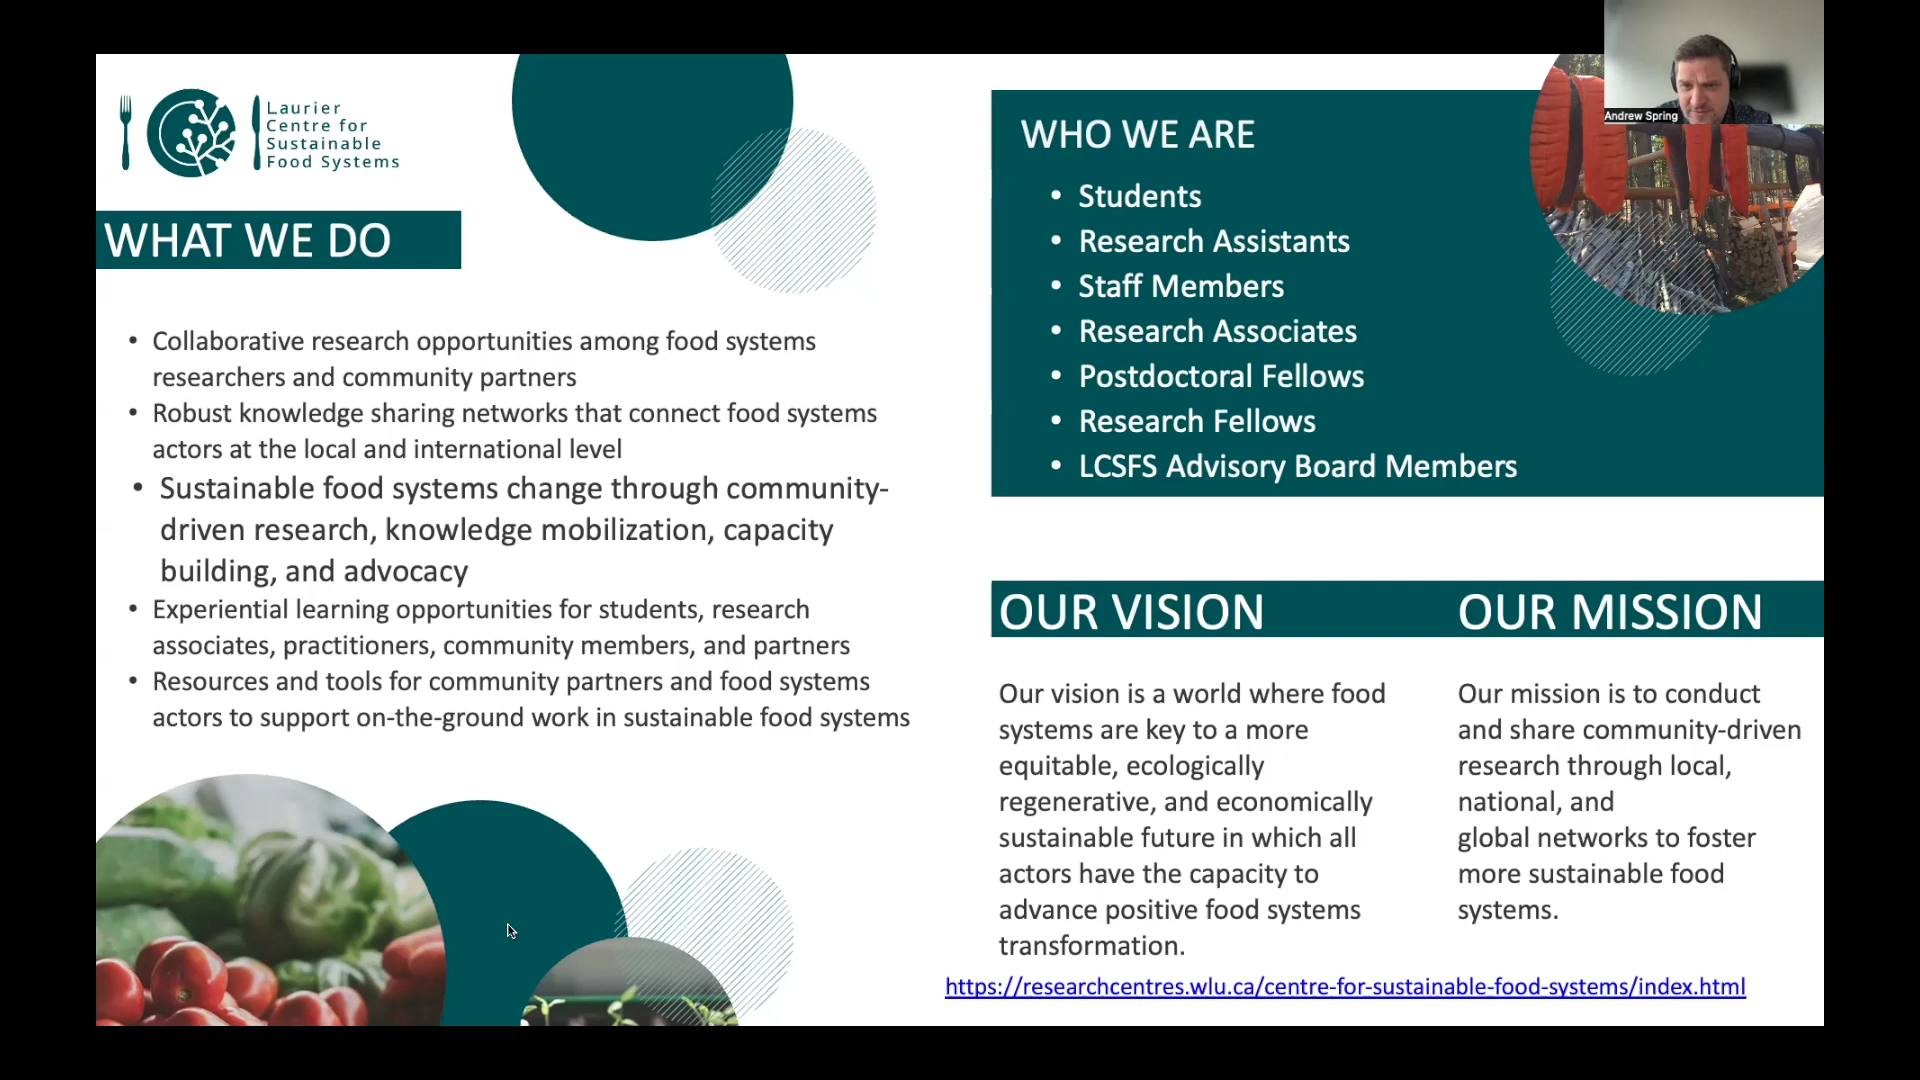 Laurier
Centre for
Sustainable
Food Systems
WHAT WE DO
• Collaborative research opportunities among food systems
researchers and community partners
• Robust knowledge sharing networks that connect food systems
actors at the local and international level
• Sustainable food systems change through community-
driven research, knowledge mobilization, capacity
building, and advocacy
• Experiential learning opportunities for students, research
associates, practitioners, community members, and partners
• Resources and tools for community partners and food systems
actors to support on-the-ground work in sustainable food systems
WHO WE ARE
• Students
• Research Assistants
• Staff Members
• Research Associates
• Postdoctoral Fellows
• Research Fellows
• LCSFS Advisory Board Members
Andrew Spring
OUR VISION
Our vision is a world where food
systems are key to a more
equitable, ecologically
regenerative, and economically
sustainable future in which all
actors have the capacity to
advance positive food systems
transformation.
OUR MISSION
Our mission is to conduct
and share community-driven
research through local,
national, and
global networks to foster
more sustainable food
systems.
https://researchcentres.wlu.ca/centre-for-sustainable-food-systems/index.html